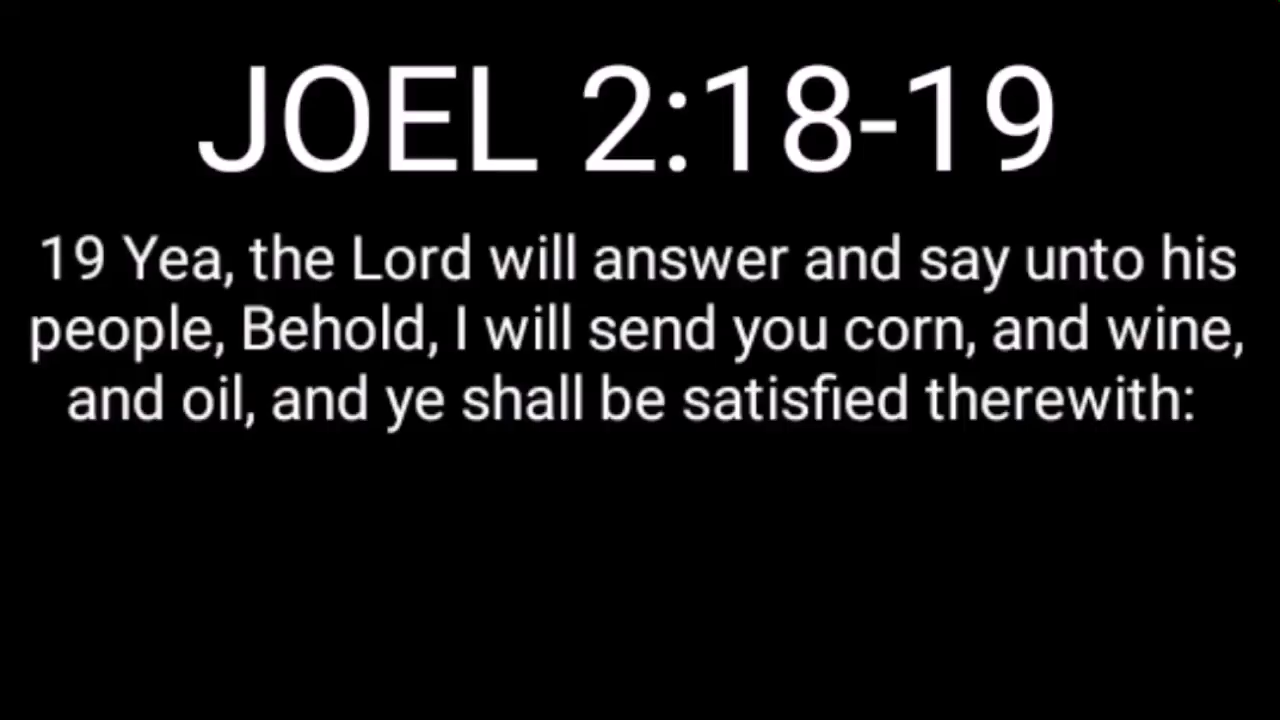 JOEL 2:18-19
19 Yea, the Lord will answer and say unto his
people, Behold, I will send you corn, and wine,
and oil, and ye shall be satisfied therewith: